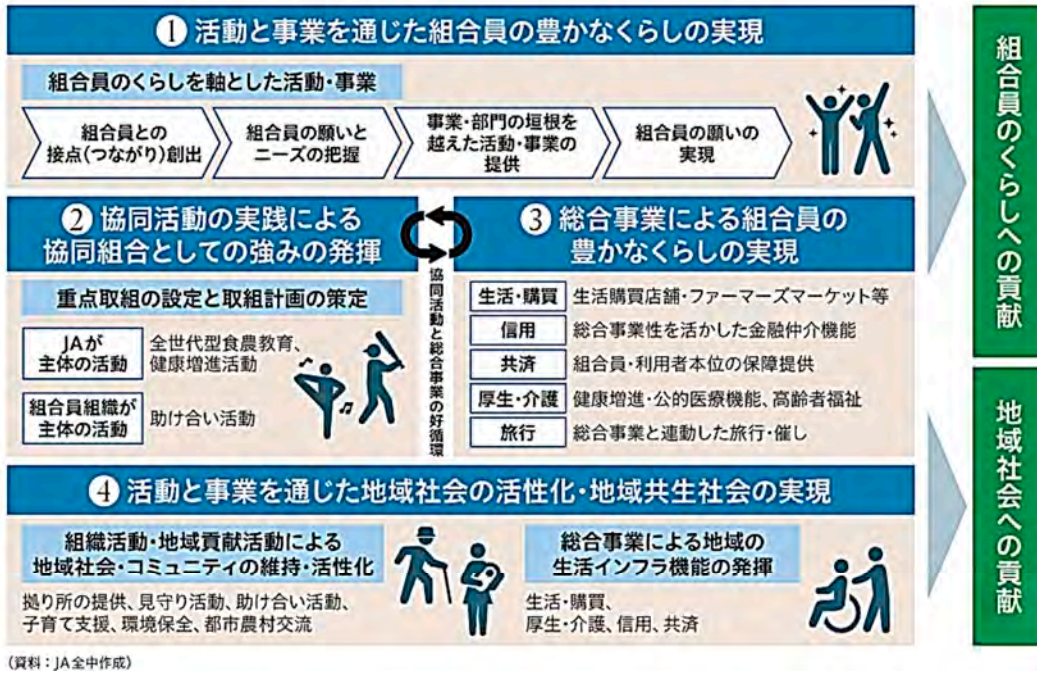 ① 活動と事業を通じた組合員の豊かなくらしの実現
組合員のくらしを軸とした活動・事業
組合員との
接点(つながり)創出
組合員の願いと
ニーズの把握
事業・部門の垣根を
越えた活動・事業の
提供
組合員の願いの
実現
② 協同活動の実践による
協同組合としての強みの発揮
重点取組の設定と取組計画の策定
JAが
主体の活動
全世代型食農教育、
健康増進活動
組合員組織が
主体の活動
助け合い活動
協同活動と総合事業の好循環
③ 総合事業による組合員の
豊かなくらしの実現
生活・購買 生活購買店舗・ファーマーズマーケット等
信用 総合事業性を活かした金融仲介機能
共済 組合員・利用者本位の保障提供
厚生・介護 健康増進・公的医療機能、高齢者福祉
旅行 総合事業と連動した旅行・催し
④ 活動と事業を通じた地域社会の活性化・地域共生社会の実現
組織活動・地域貢献活動による
地域社会・コミュニティの維持・活性化
拠り所の提供、見守り活動、助け合い活動、
子育て支援、環境保全、都市農村交流
総合事業による地域の
生活インフラ機能の発揮
生活・購買、
厚生・介護、信用、共済
組合員のくらしへの貢献
地域社会への貢献
(資料：JA全中作成)